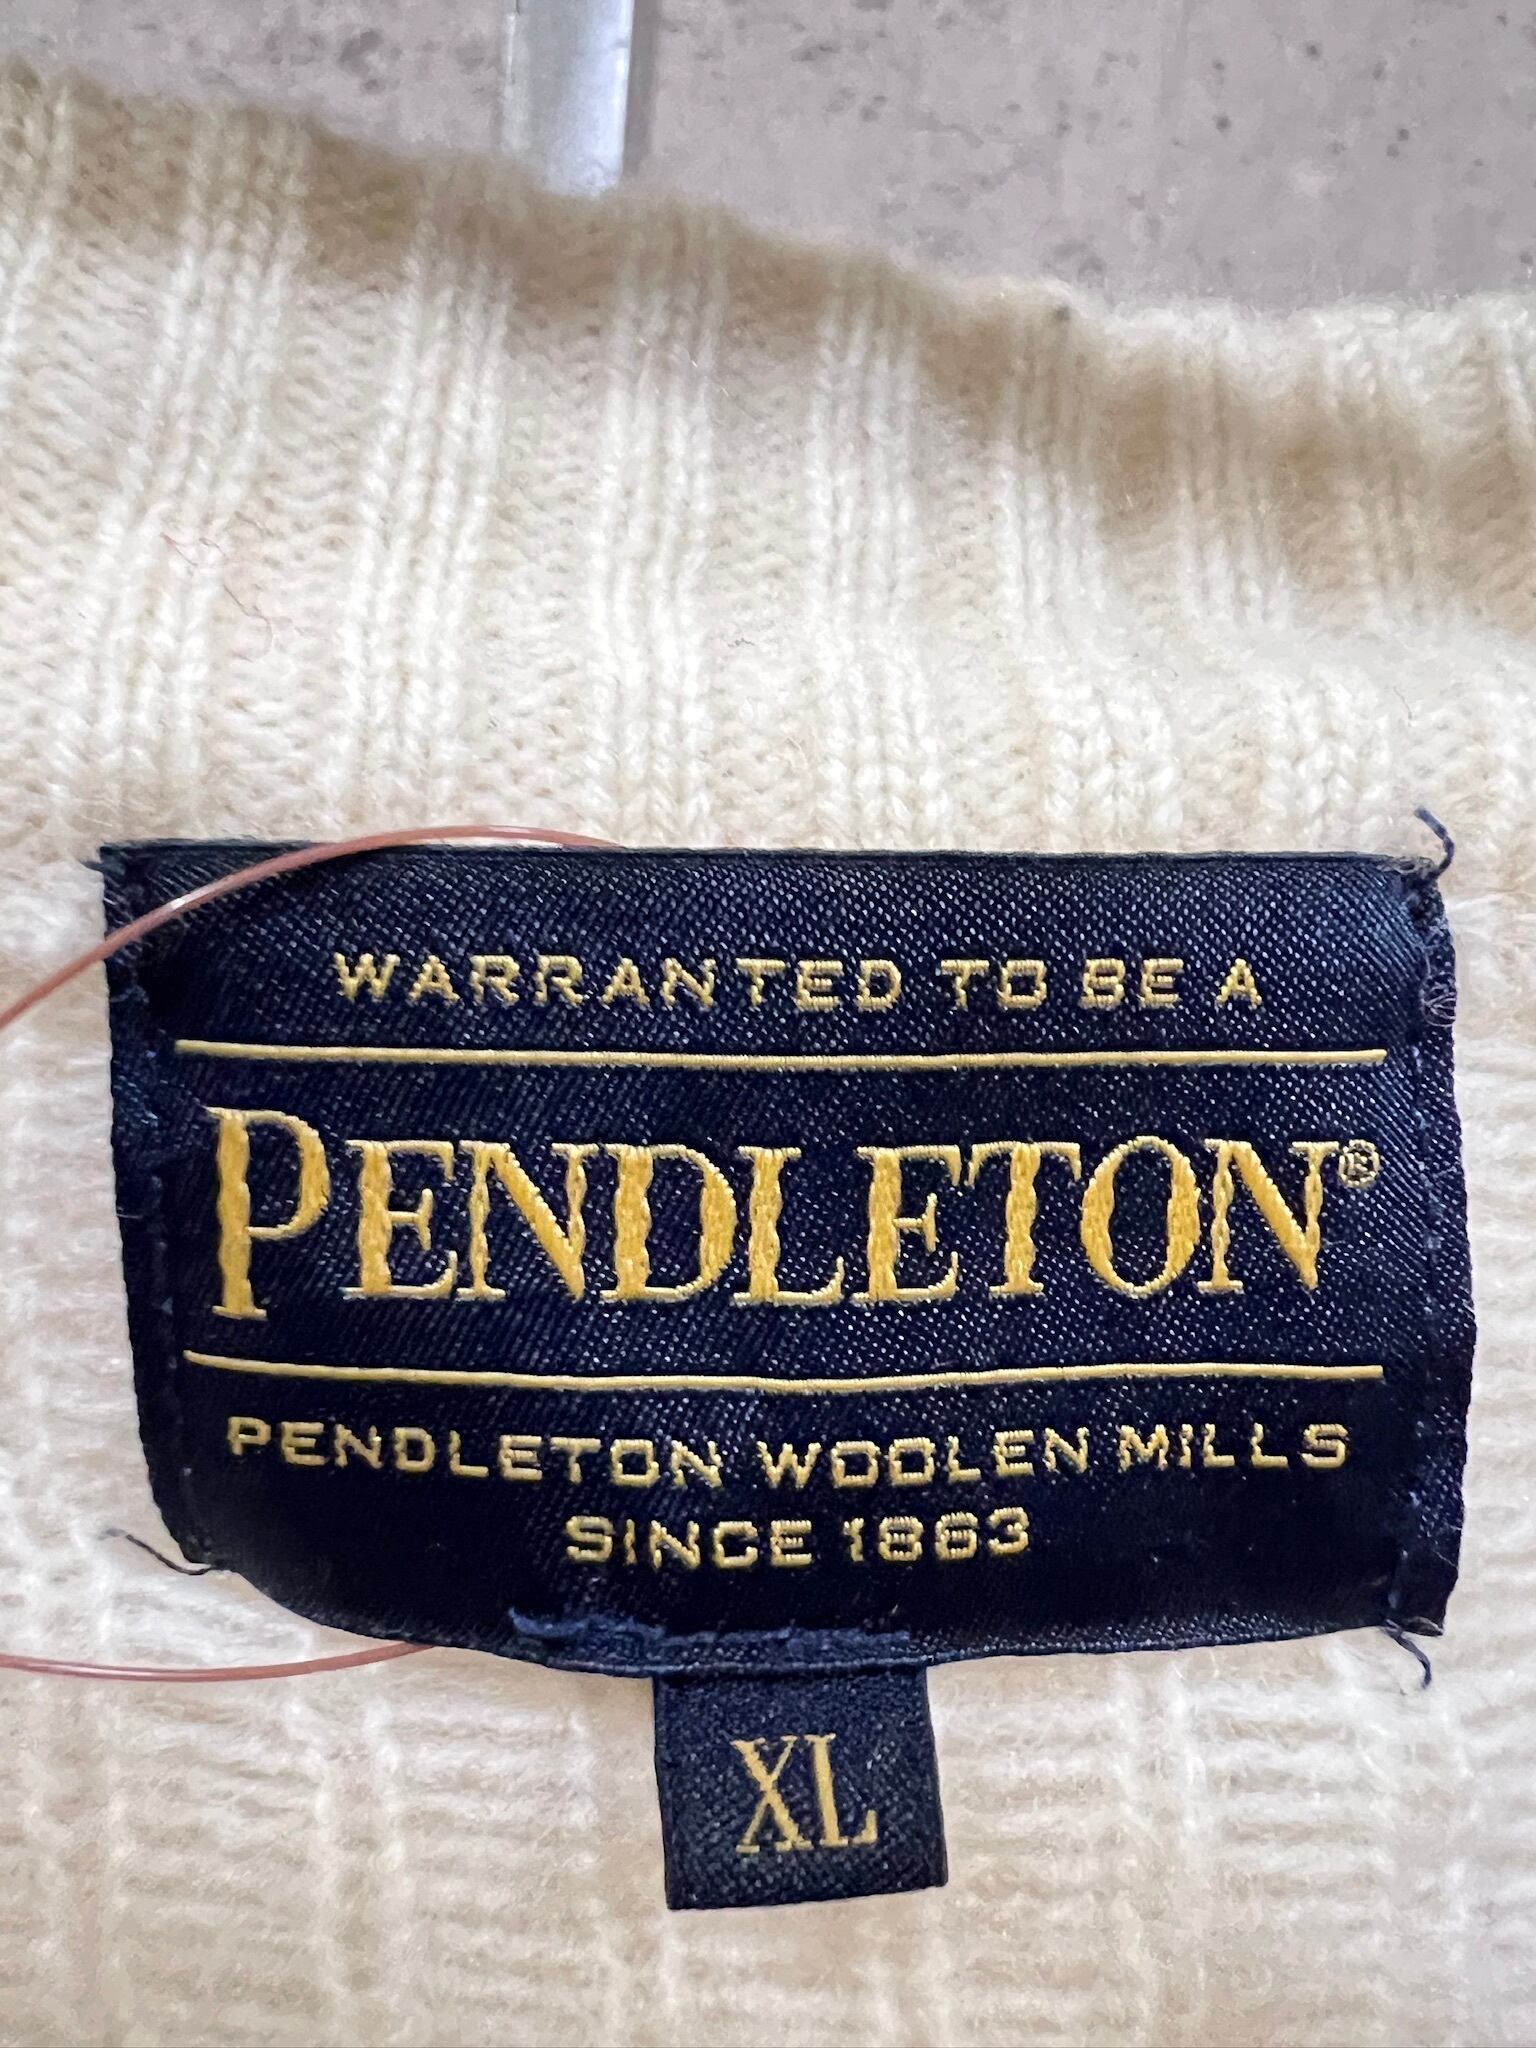 WARRANTED TO BE A
PENDLETON®
PENDLETON WOOLEN MILLS
SINCE 1863
XL